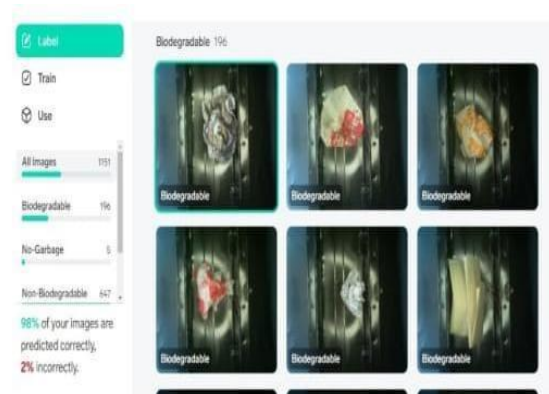 Label
Train
Use
All Images 1151
Biodegradable 196
No-Garbage 5
Non-Biodegradable 647
98% of your images are
predicted correctly,
2% incorrectly.
Biodegradable 196
Biodegradable
Biodegradable
Biodegradable
Biodegradable
Biodegradable
Biodegradable